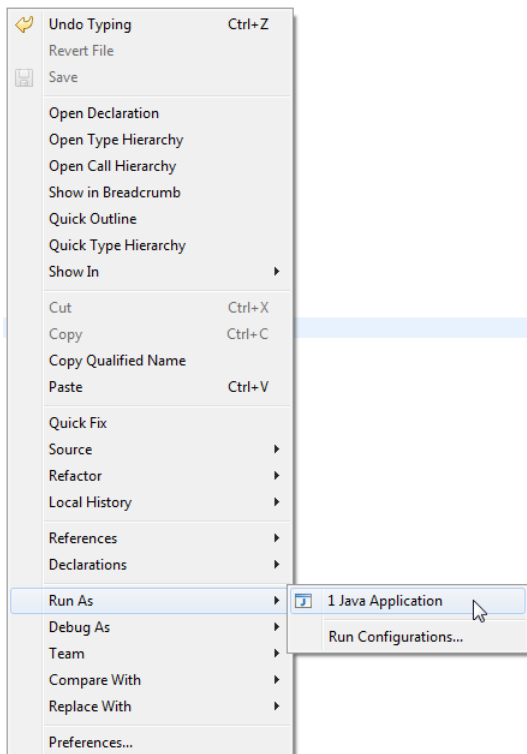 Undo Typing Ctrl+Z
Revert File
Save
Open Declaration
Open Type Hierarchy
Open Call Hierarchy
Show in Breadcrumb
Quick Outline
Quick Type Hierarchy
Show In
Cut Ctrl+X
Copy Ctrl+C
Copy Qualified Name
Paste Ctrl+V
Quick Fix
Source
Refactor
Local History
References
Declarations
Run As
1 Java Application
Debug As
Run Configurations...
Team
Compare With
Replace With
Preferences...